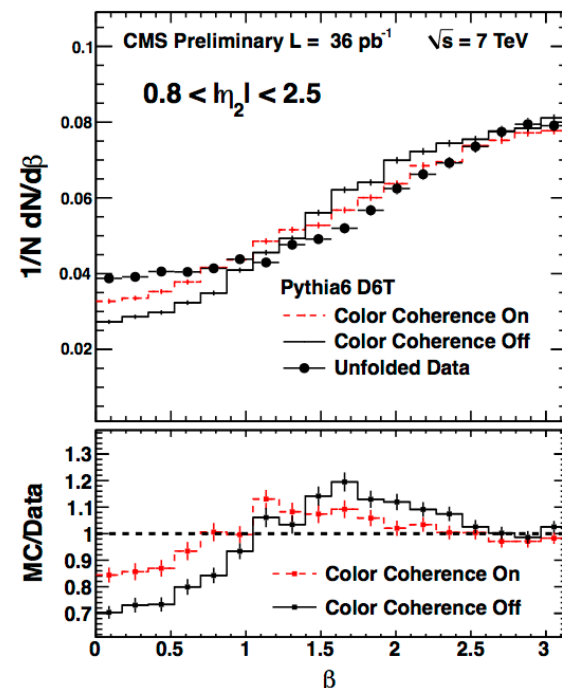 CMS Preliminary L = 36 pb⁻¹ √s = 7 TeV
0.8 < |η₂| < 2.5
1/N dN/dβ
0.1
0.08
0.06
0.04
0.02
Pythia6 D6T
Color Coherence On
Color Coherence Off
Unfolded Data
MC/Data
1.3
1.2
1.1
1
0.9
0.8
0.7
Color Coherence On
Color Coherence Off
0 0.5 1 1.5 2 2.5 3
β